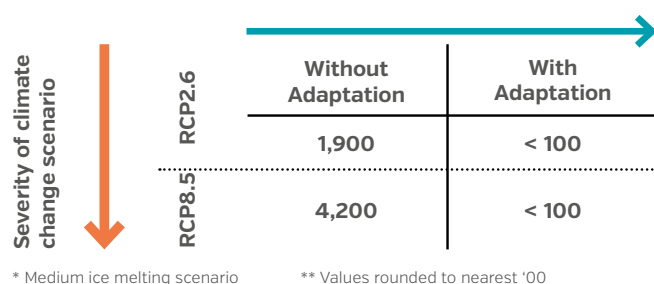 Severity of climate
change scenario
RCP2.6
RCP8.5
Without
Adaptation
With
Adaptation
1,900
< 100
4,200
< 100
* Medium ice melting scenario
** Values rounded to nearest ‘00